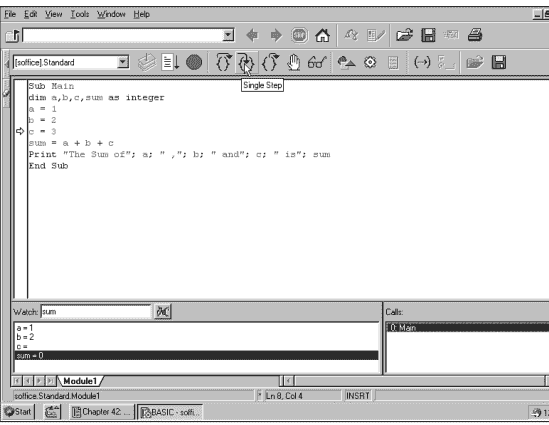 File Edit View Tools Window Help
[soffice].Standard
Single Step
Sub Main
dim a,b,c,sum as integer
a = 1
b = 2
c = 3
sum = a + b + c
Print "The Sum of"; a; " ,"; b; " and"; c; " is"; sum
End Sub
Watch: sum
Calls:
a = 1
b = 2
c =
sum = 0
0: Main
Module1
soffice.Standard.Module1
* Ln 8, Col 4
INSRT
Start
Chapter 42: ...
BASIC - soffi...